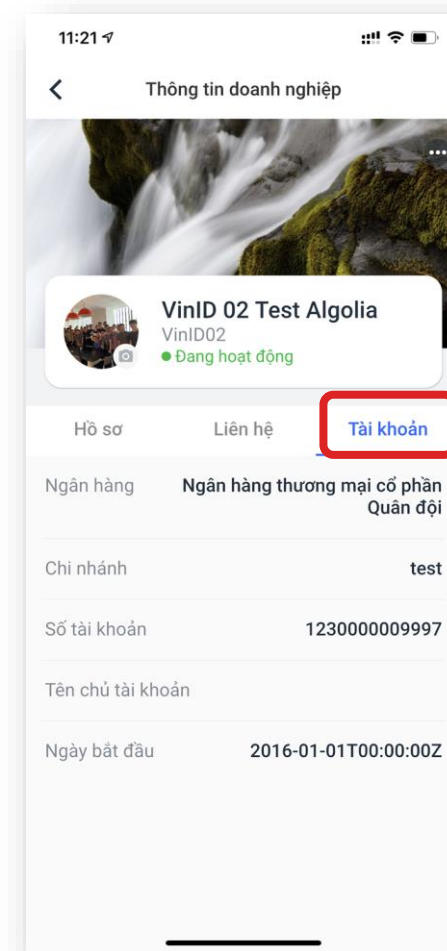 11:21
Thông tin doanh nghiệp
VinID 02 Test Algolia
VinID02
Đang hoạt động
Hồ sơ Liên hệ Tài khoản
Ngân hàng Ngân hàng thương mại cổ phần
Quân đội
Chi nhánh test
Số tài khoản 1230000009997
Tên chủ tài khoản
Ngày bắt đầu 2016-01-01T00:00:00Z